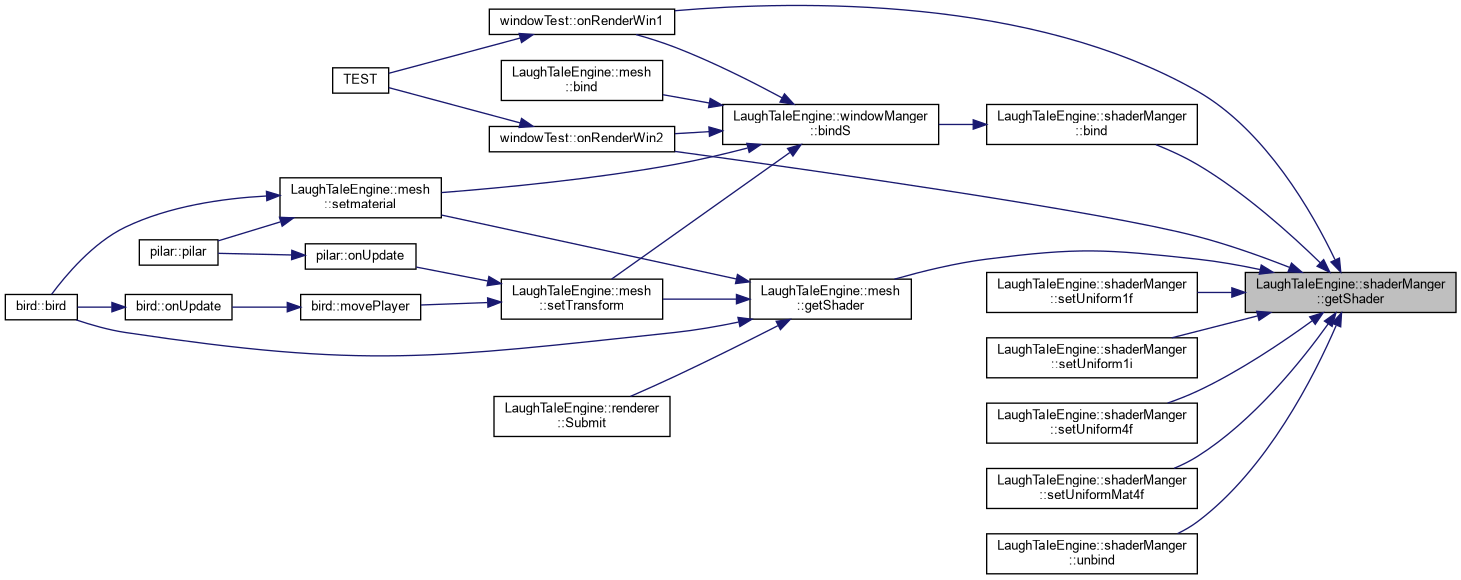 windowTest::onRenderWin1
TEST
LaughTaleEngine::mesh
::bind
windowTest::onRenderWin2
LaughTaleEngine::windowManger
::bindS
LaughTaleEngine::shaderManger
::bind
LaughTaleEngine::mesh
::setmaterial
pilar::pilar
pilar::onUpdate
bird::bird
bird::onUpdate
bird::movePlayer
LaughTaleEngine::mesh
::setTransform
LaughTaleEngine::mesh
::getShader
LaughTaleEngine::shaderManger
::setUniform1f
LaughTaleEngine::shaderManger
::getShader
LaughTaleEngine::shaderManger
::setUniform1i
LaughTaleEngine::renderer
::Submit
LaughTaleEngine::shaderManger
::setUniform4f
LaughTaleEngine::shaderManger
::setUniformMat4f
LaughTaleEngine::shaderManger
::unbind